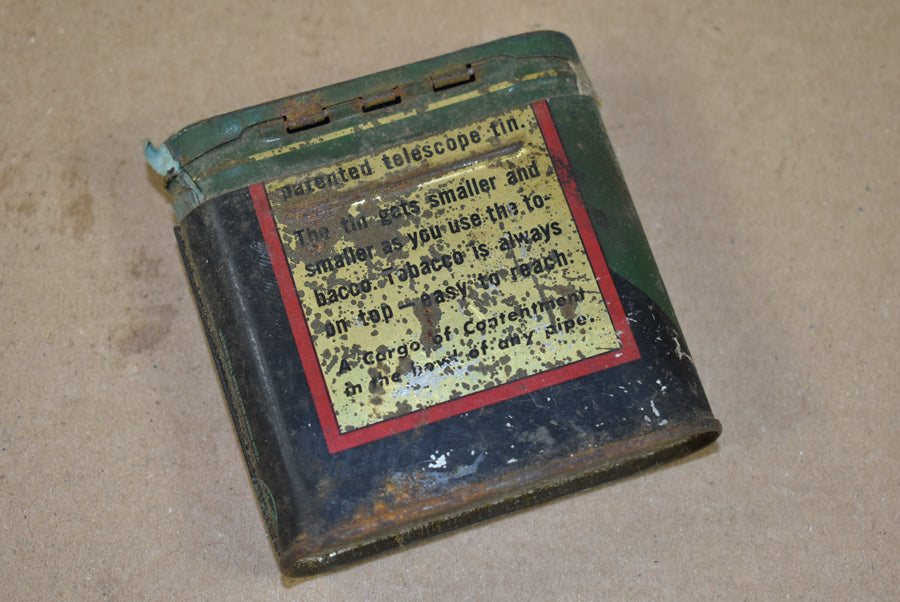 patented telescope tin.
The tin gets smaller and
smaller as you use the to-
bacco. Tobacco is always
on top — easy to reach.
A Cargo of Contentment
in the bowl of any pipe.